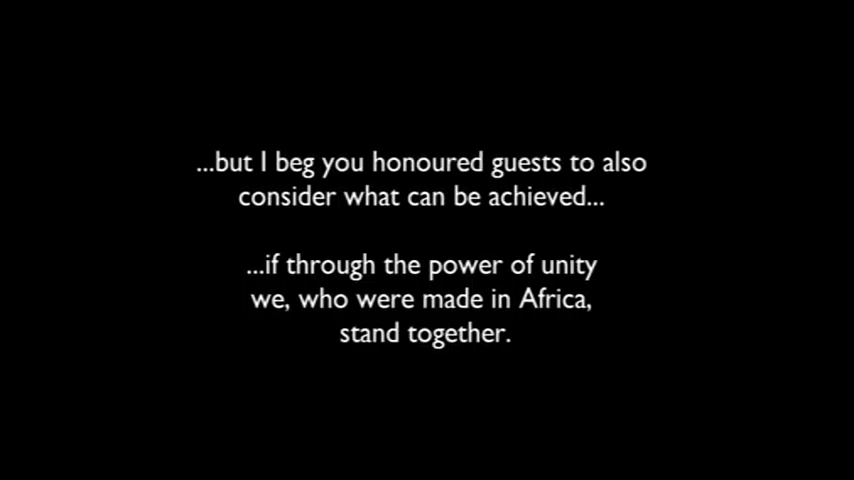 ...but I beg you honoured guests to also
consider what can be achieved...
...if through the power of unity
we, who were made in Africa,
stand together.